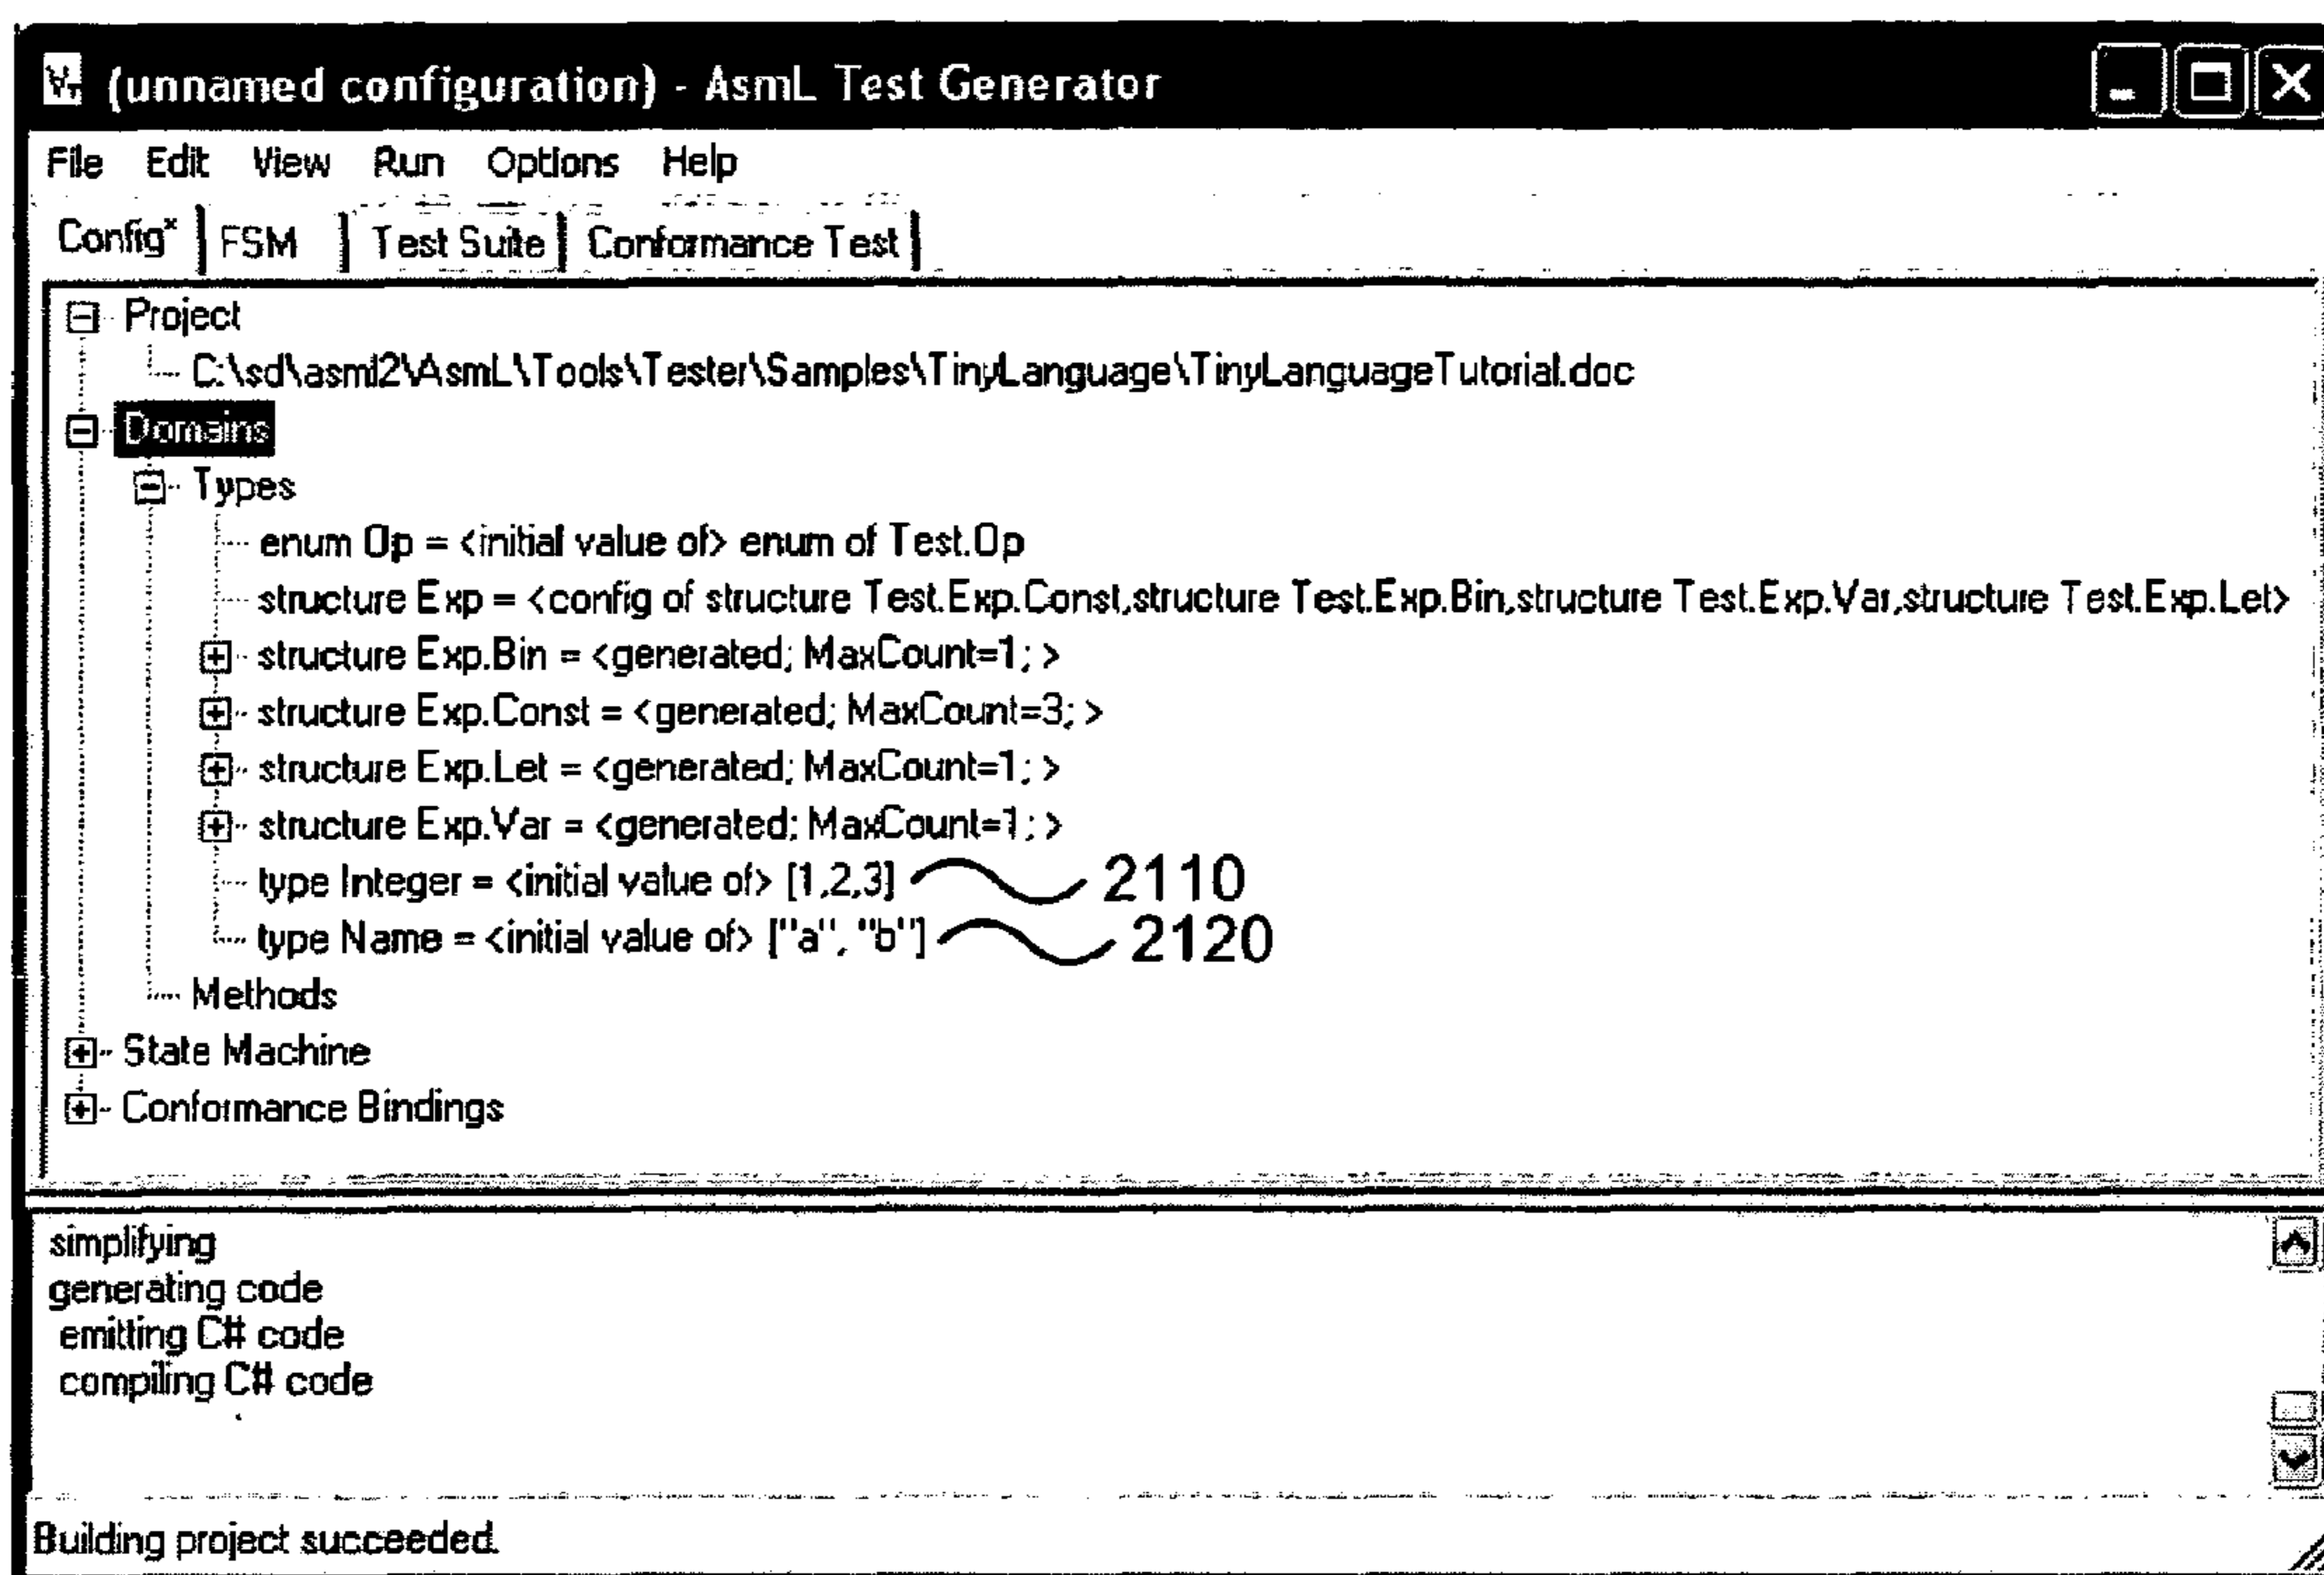 (unnamed configuration) - AsmL Test Generator
File Edit View Run Options Help
Config* FSM Test Suite Conformance Test
Project
C:\sd\asml2\AsmL\Tools\Tester\Samples\TinyLanguage\TinyLanguageTutorial.doc
Domains
Types
enum Op = <initial value of> enum of Test.Op
structure Exp = <config of structure Test.Exp.Const,structure Test.Exp.Bin,structure Test.Exp.Var,structure Test.Exp.Let>
structure Exp.Bin = <generated; MaxCount=1; >
structure Exp.Const = <generated; MaxCount=3; >
structure Exp.Let = <generated; MaxCount=1; >
structure Exp.Var = <generated; MaxCount=1; >
type Integer = <initial value of> [1,2,3] 2110
type Name = <initial value of> ["a", "b"] 2120
Methods
State Machine
Conformance Bindings
simplifying
generating code
emitting C# code
compiling C# code
Building project succeeded.